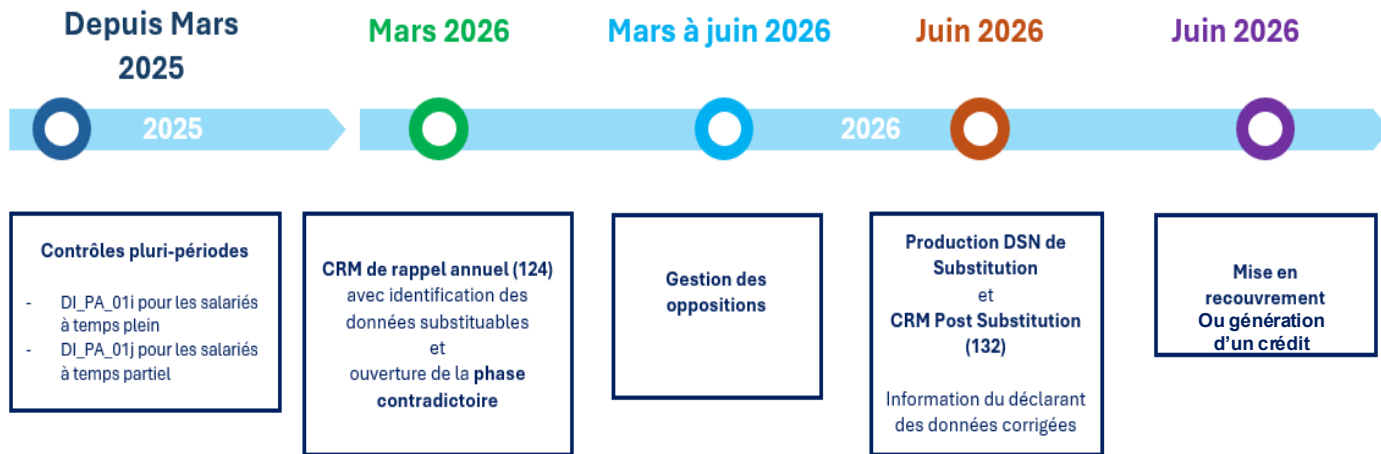 Depuis Mars
2025
Mars 2026
Mars à juin 2026
Juin 2026
Juin 2026
2025
2026
Contrôles pluri-périodes
- DI_PA_01i pour les salariés
à temps plein
- DI_PA_01j pour les salariés
à temps partiel
CRM de rappel annuel (124)
avec identification des
données substituables
et
ouverture de la phase
contradictoire
Gestion des
oppositions
Production DSN de
Substitution
et
CRM Post Substitution
(132)
Information du déclarant
des données corrigées
Mise en
recouvrement
Ou génération
d’un crédit